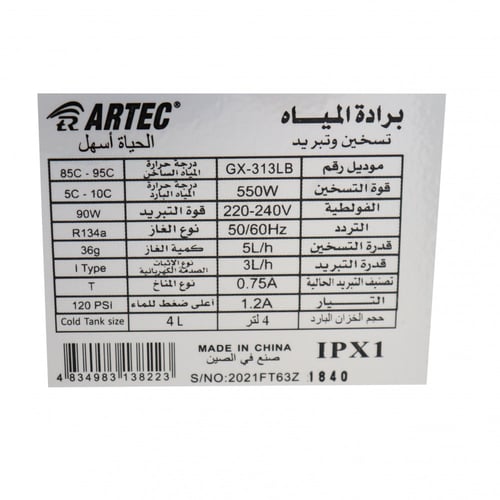 ARTEC®
برادة المياه
الحياة أسهل
تسخين وتبريد
موديل رقم GX-313LB درجة حرارة المياه الساخن 85C - 95C
قوة التسخين 550W درجة حرارة المياه البارد 5C - 10C
الفولطية 220-240V قوة التبريد 90W
التردد 50/60Hz نوع الغاز R134a
قدرة التسخين 5L/h كمية الغاز 36g
قدرة التبريد 3L/h نوع الإثبات الصدمة الكهربائية I Type
تصنيف التبريد الحالية 0.75A نوع المناخ T
التسيار 1.2A أعلى ضغط للماء 120 PSI
حجم الخزان البارد 4 لتر 4 L Cold Tank size
MADE IN CHINA
صنع في الصين
IPX1
4 834983 138223
S/NO:2021FT63Z 1840